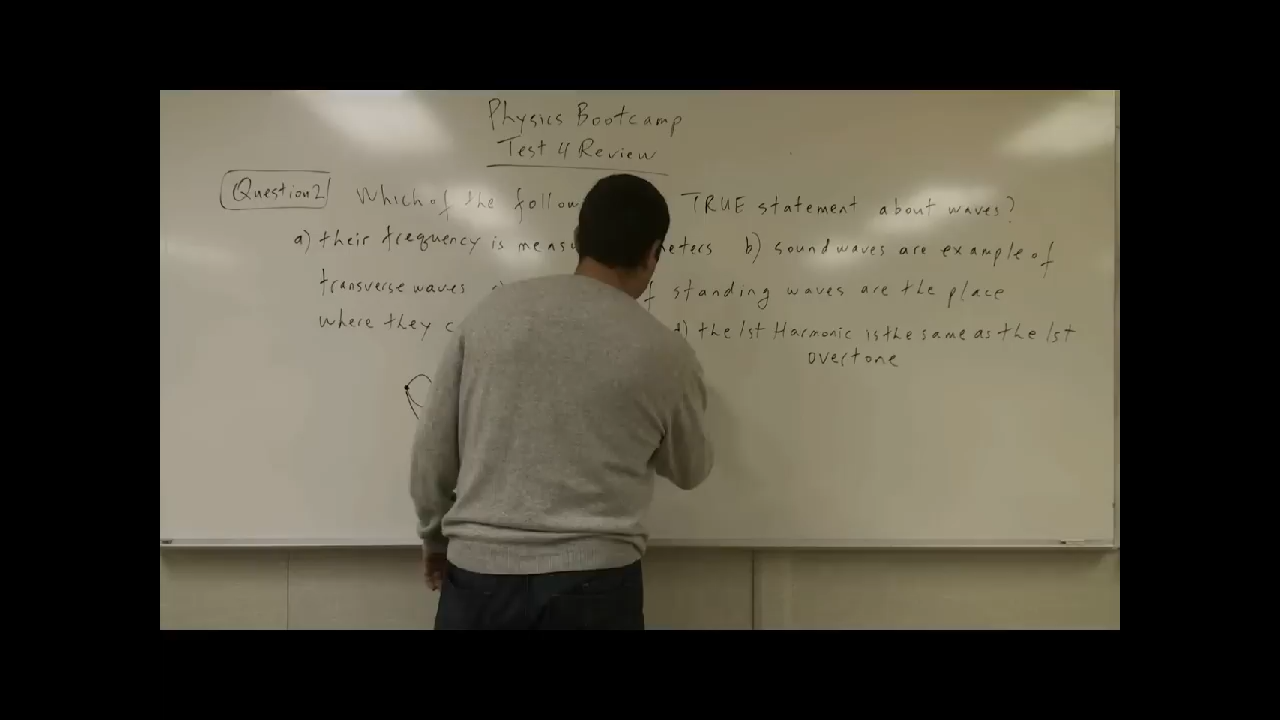 Physics Bootcamp
Test 4 Review
Question 2 Which of the TRUE statement about waves?
a) their frequency is b) sound waves are example of
transverse waves standing waves are the place
where they d) the 1st Harmonic is the same as the 1st
overtone